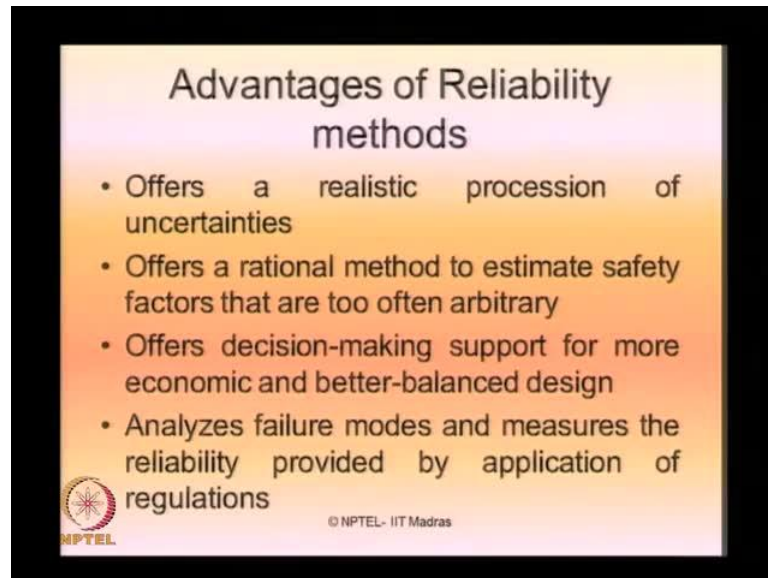 Advantages of Reliability
methods
• Offers a realistic procession of
uncertainties
• Offers a rational method to estimate safety
factors that are too often arbitrary
• Offers decision-making support for more
economic and better-balanced design
• Analyzes failure modes and measures the
reliability provided by application of
regulations
© NPTEL- IIT Madras
NPTEL